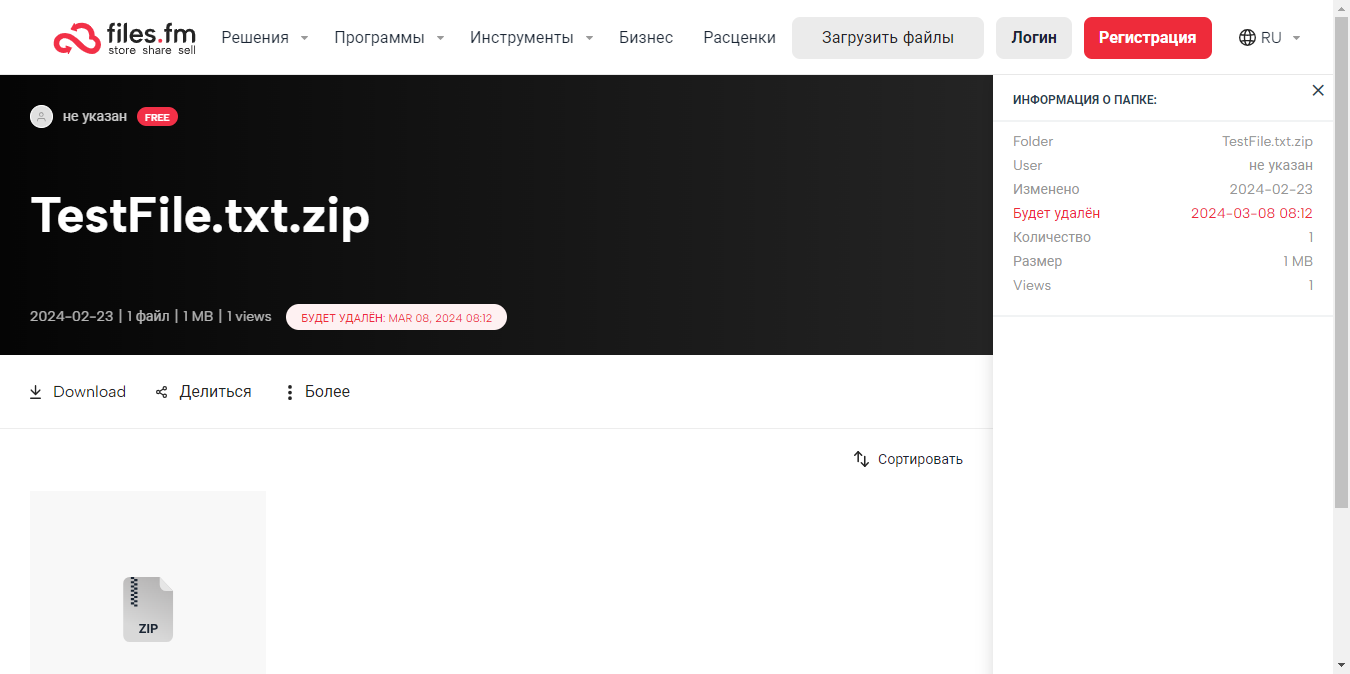 files.fm
store share sell
Решения
Программы
Инструменты
Бизнес
Расценки
Загрузить файлы
Логин
Регистрация
RU
не указан FREE
TestFile.txt.zip
2024-02-23 | 1 файл | 1 MB | 1 views
БУДЕТ УДАЛЁН: MAR 08, 2024 08:12
Download
Делиться
Более
Сортировать
ZIP
ИНФОРМАЦИЯ О ПАПКЕ:
Folder TestFile.txt.zip
User не указан
Изменено 2024-02-23
Будет удалён 2024-03-08 08:12
Количество 1
Размер 1 MB
Views 1